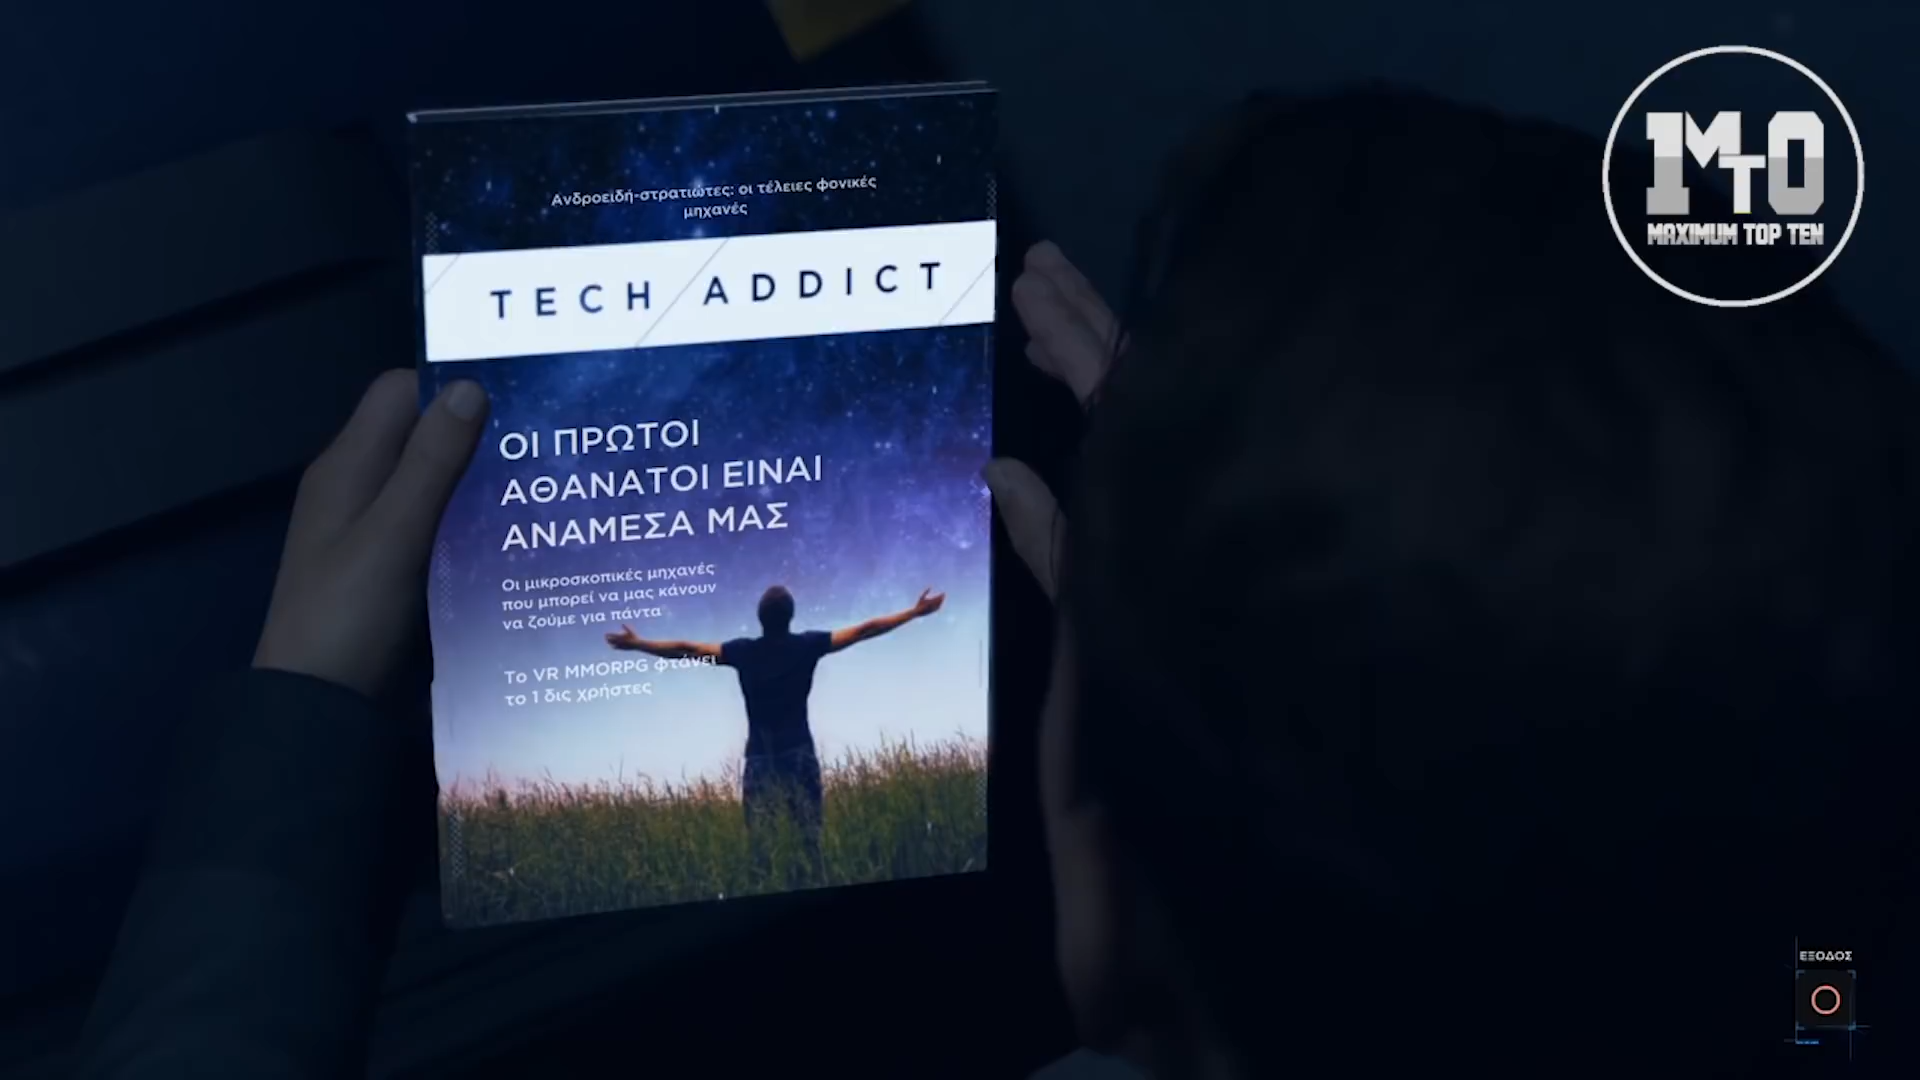 Ανδροειδή-στρατιώτες: οι τέλειες φονικές
μηχανές
TECH ADDICT
ΟΙ ΠΡΩΤΟΙ
ΑΘΑΝΑΤΟΙ ΕΙΝΑΙ
ΑΝΑΜΕΣΑ ΜΑΣ
Οι μικροσκοπικές μηχανές
που μπορεί να μας κάνουν
να ζούμε για πάντα
Το VR MMORPG φτάνει
το 1 δις χρήστες
1MT0
MAXIMUM TOP TEN
ΕΞΟΔΟΣ